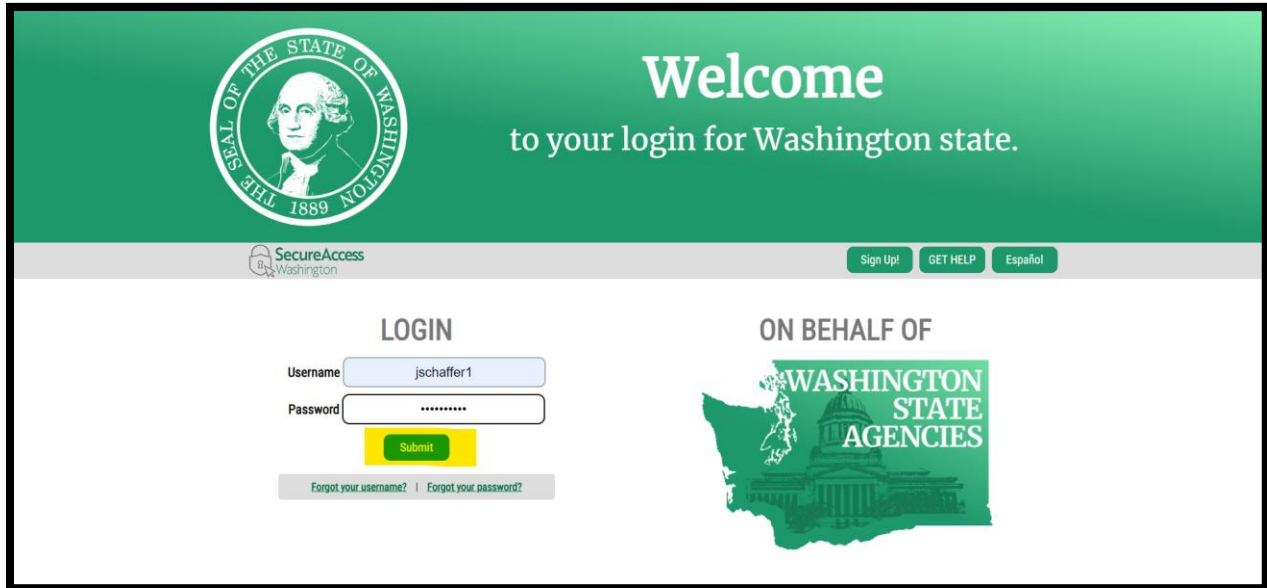 THE SEAL OF THE STATE OF WASHINGTON
1889
Welcome
to your login for Washington state.
SecureAccess
Washington
Sign Up!
GET HELP
Español
LOGIN
Username
jschaffer1
Password
••••••••••
Submit
Forgot your username? | Forgot your password?
ON BEHALF OF
WASHINGTON
STATE
AGENCIES